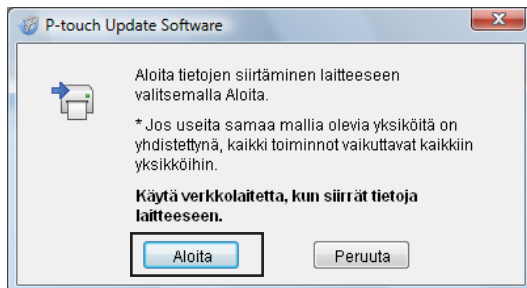 P-touch Update Software
Aloita tietojen siirtäminen laitteeseen
valitsemalla Aloita.
* Jos useita samaa mallia olevia yksiköitä on
yhdistettynä, kaikki toiminnot vaikuttavat kaikkiin
yksikköihin.
Käytä verkkolaitetta, kun siirrät tietoja
laitteeseen.
Aloita
Peruuta